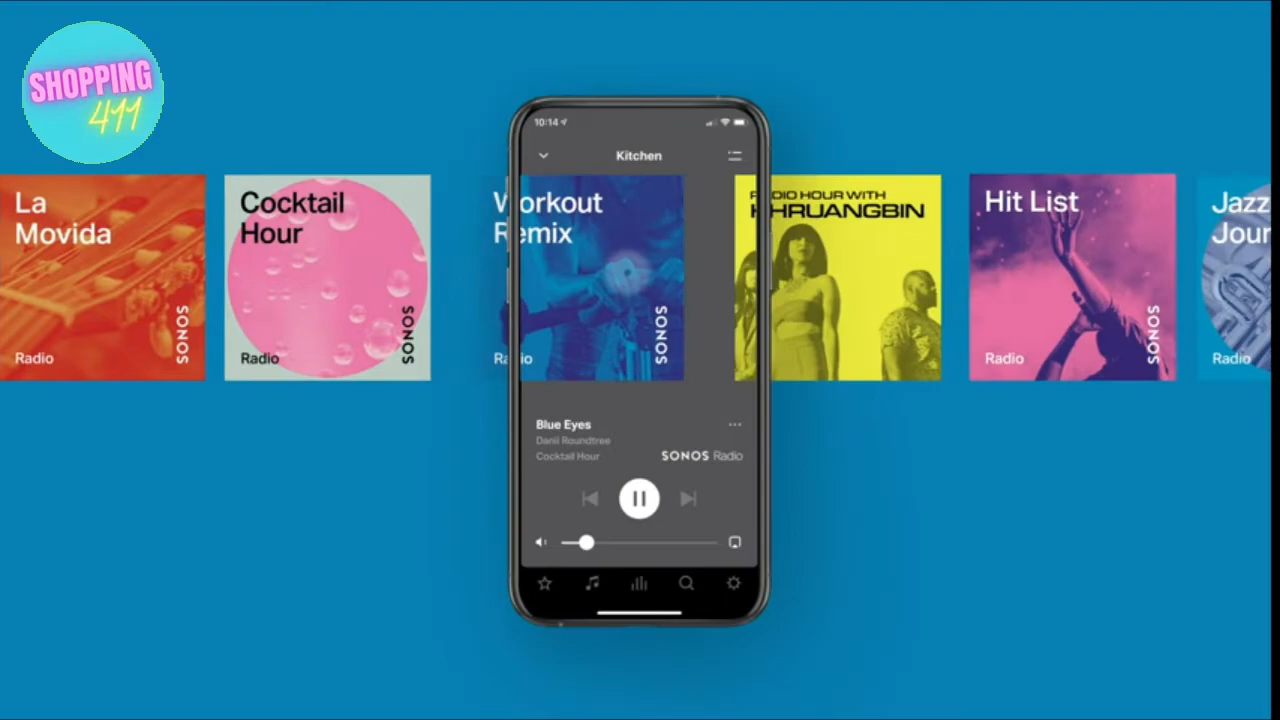 SHOPPING
411
La
Movida
Radio
SONOS
Cocktail
Hour
Radio
SONOS
10:14
Kitchen
Workout
Remix
Radio
SONOS
RADIO HOUR WITH
KHRUANGBIN
Hit List
Radio
SONOS
Jazz
Jour
Radio
Blue Eyes
Danil Roundtree
Cocktail Hour
SONOS Radio